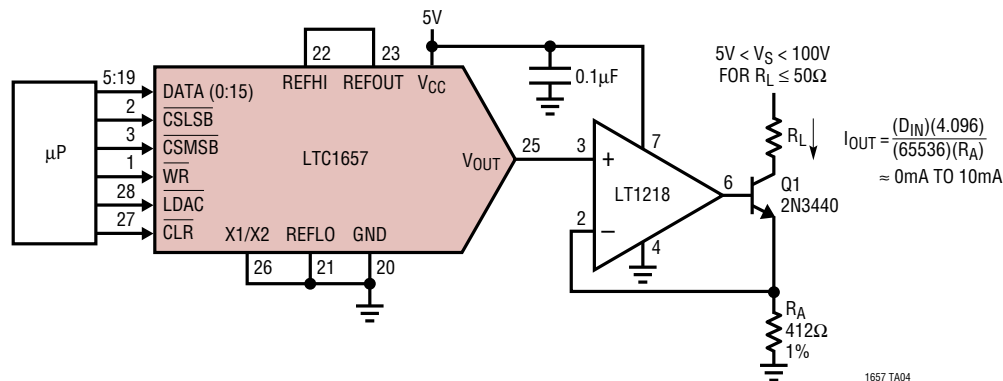 5V
22
23
REFHI
REFOUT
VCC
0.1µF
5V < VS < 100V
FOR RL ≤ 50Ω
µP
5:19
DATA (0:15)
2
CSLSB
3
CSMSB
1
WR
28
LDAC
27
CLR
LTC1657
VOUT
25
X1/X2
REFLO
GND
26
21
20
3
+
7
LT1218
2
–
4
6
RL
Q1
2N3440
IOUT = (DIN)(4.096)
(65536)(RA)
≈ 0mA TO 10mA
RA
412Ω
1%
1657 TA04